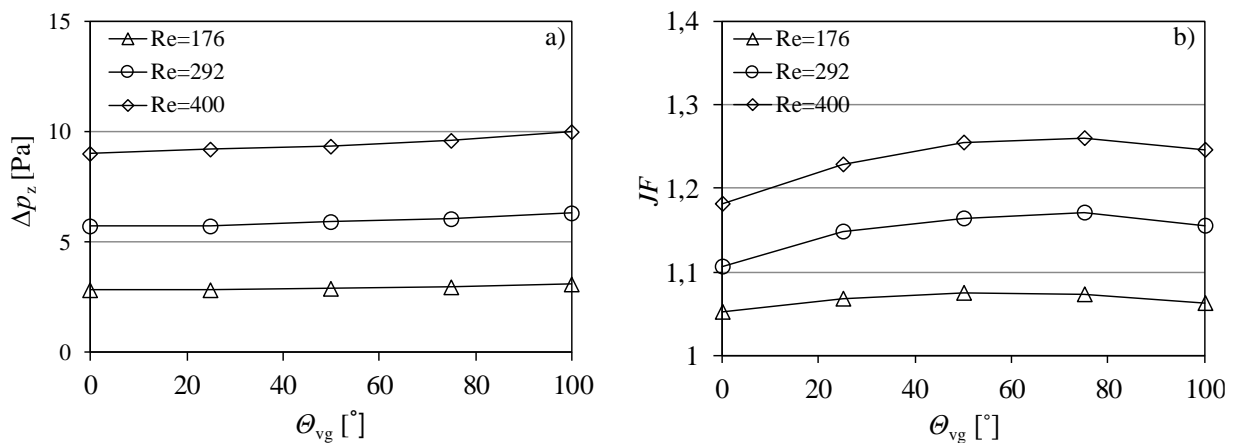 15
10
5
0
Δp_z [Pa]
a)
Re=176
Re=292
Re=400
0 20 40 60 80 100
Θ_vg [°]
1,4
1,3
1,2
1,1
1
JF
b)
Re=176
Re=292
Re=400
0 20 40 60 80 100
Θ_vg [°]